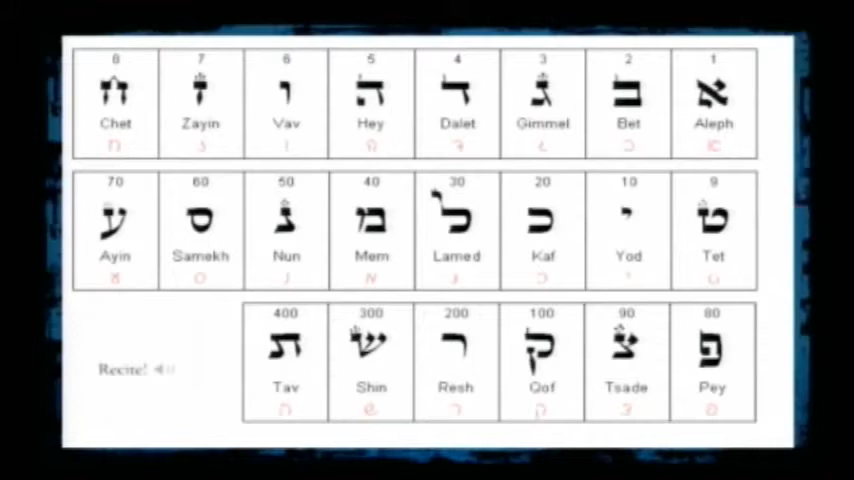 8 7 6 5 4 3 2 1
ח ז ו ה ד ג ב א
Chet Zayin Vav Hey Dalet Gimmel Bet Aleph
70 60 50 40 30 20 10 9
ע ס נ מ ל כ י ט
Ayin Samekh Nun Mem Lamed Kaf Yod Tet
400 300 200 100 90 80
ת ש ר ק צ פ
Recite!
Tav Shin Resh Qof Tsade Pey